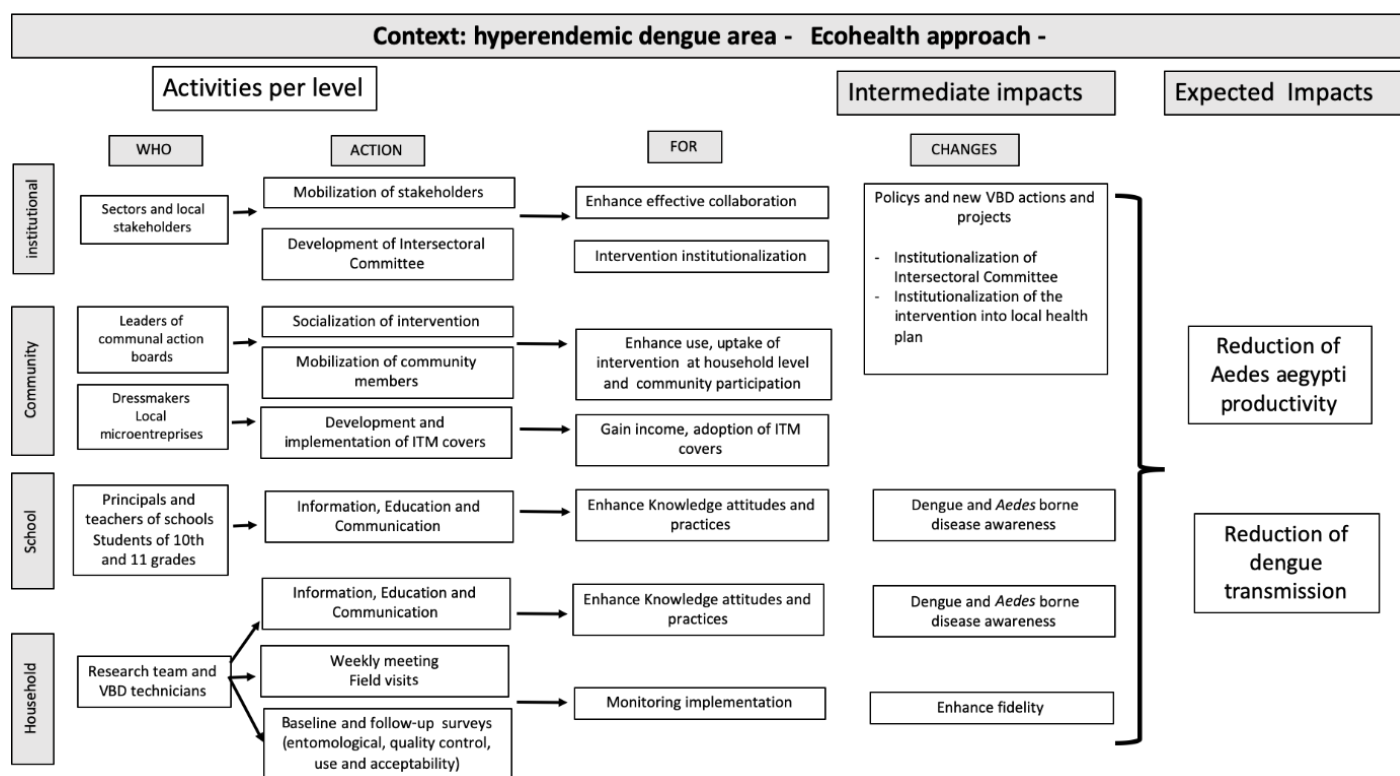 Context: hyperendemic dengue area - Ecohealth approach -
Activities per level
Intermediate impacts
Expected Impacts
WHO
ACTION
FOR
CHANGES
institutional
Sectors and local
stakeholders
Mobilization of stakeholders
Development of Intersectoral
Committee
Enhance effective collaboration
Intervention institutionalization
Policys and new VBD actions and
projects
- Institutionalization of
Intersectoral Committee
- Institutionalization of the
intervention into local health
plan
Community
Leaders of
communal action
boards
Socialization of intervention
Mobilization of community
members
Enhance use, uptake of
intervention at household level
and community participation
Dressmakers
Local
microentreprises
Development and
implementation of ITM covers
Gain income, adoption of ITM
covers
School
Principals and
teachers of schools
Students of 10th
and 11 grades
Information, Education and
Communication
Enhance Knowledge attitudes and
practices
Dengue and Aedes borne
disease awareness
Household
Research team and
VBD technicians
Information, Education and
Communication
Enhance Knowledge attitudes and
practices
Dengue and Aedes borne
disease awareness
Weekly meeting
Field visits
Baseline and follow-up surveys
(entomological, quality control,
use and acceptability)
Monitoring implementation
Enhance fidelity
Reduction of
Aedes aegypti
productivity
Reduction of
dengue
transmission